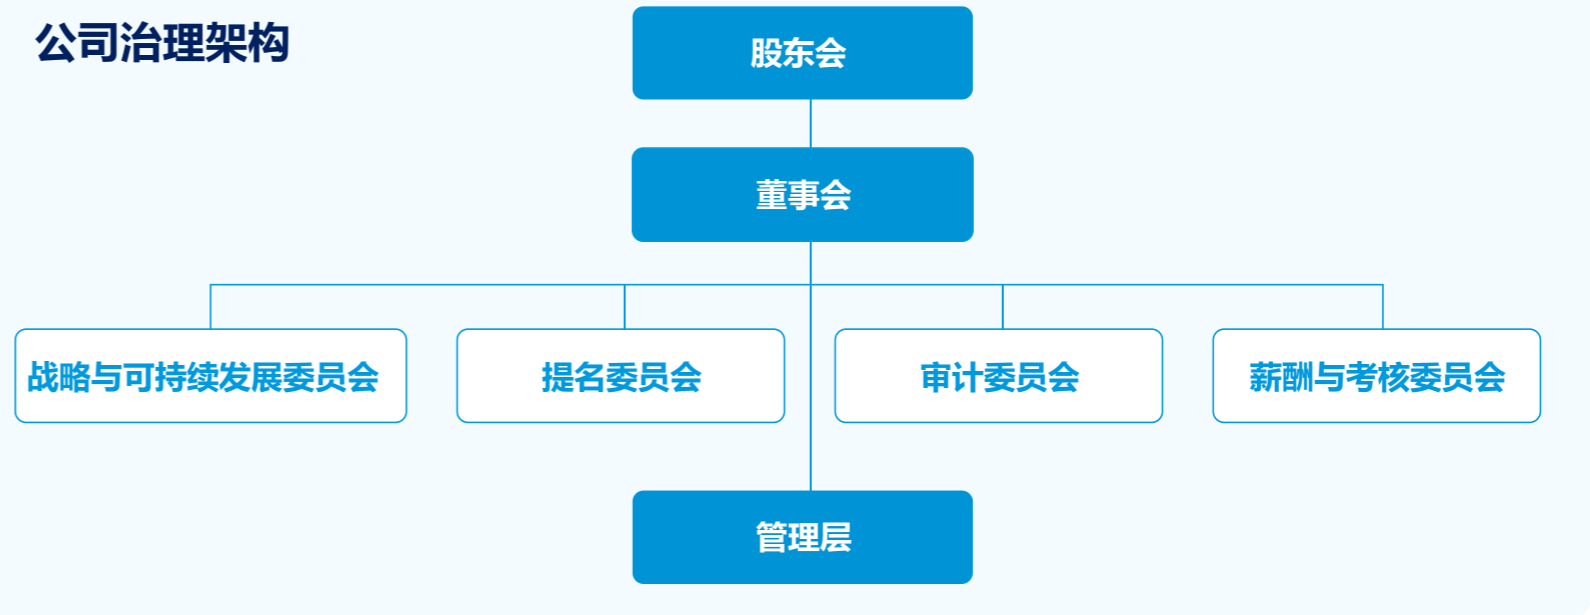 公司治理架构
股东会
董事会
战略与可持续发展委员会
提名委员会
审计委员会
薪酬与考核委员会
管理层